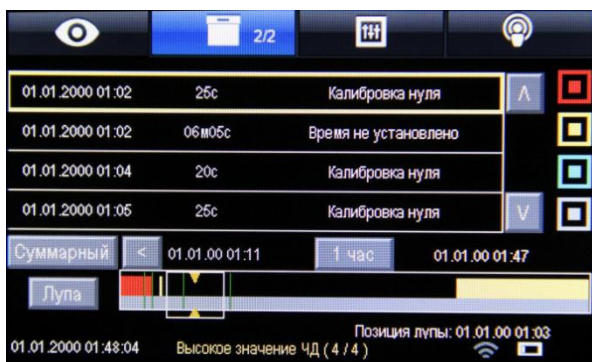 2/2
01.01.2000 01:02 25с Калибровка нуля
01.01.2000 01:02 06м05с Время не установлено
01.01.2000 01:04 20с Калибровка нуля
01.01.2000 01:05 25с Калибровка нуля
Суммарный < 01.01.00 01:11 1 час 01.01.00 01:47
Лупа
Позиция лупы: 01.01.00 01:03
01.01.2000 01:48:04 Высокое значение ЧД ( 4 / 4 )